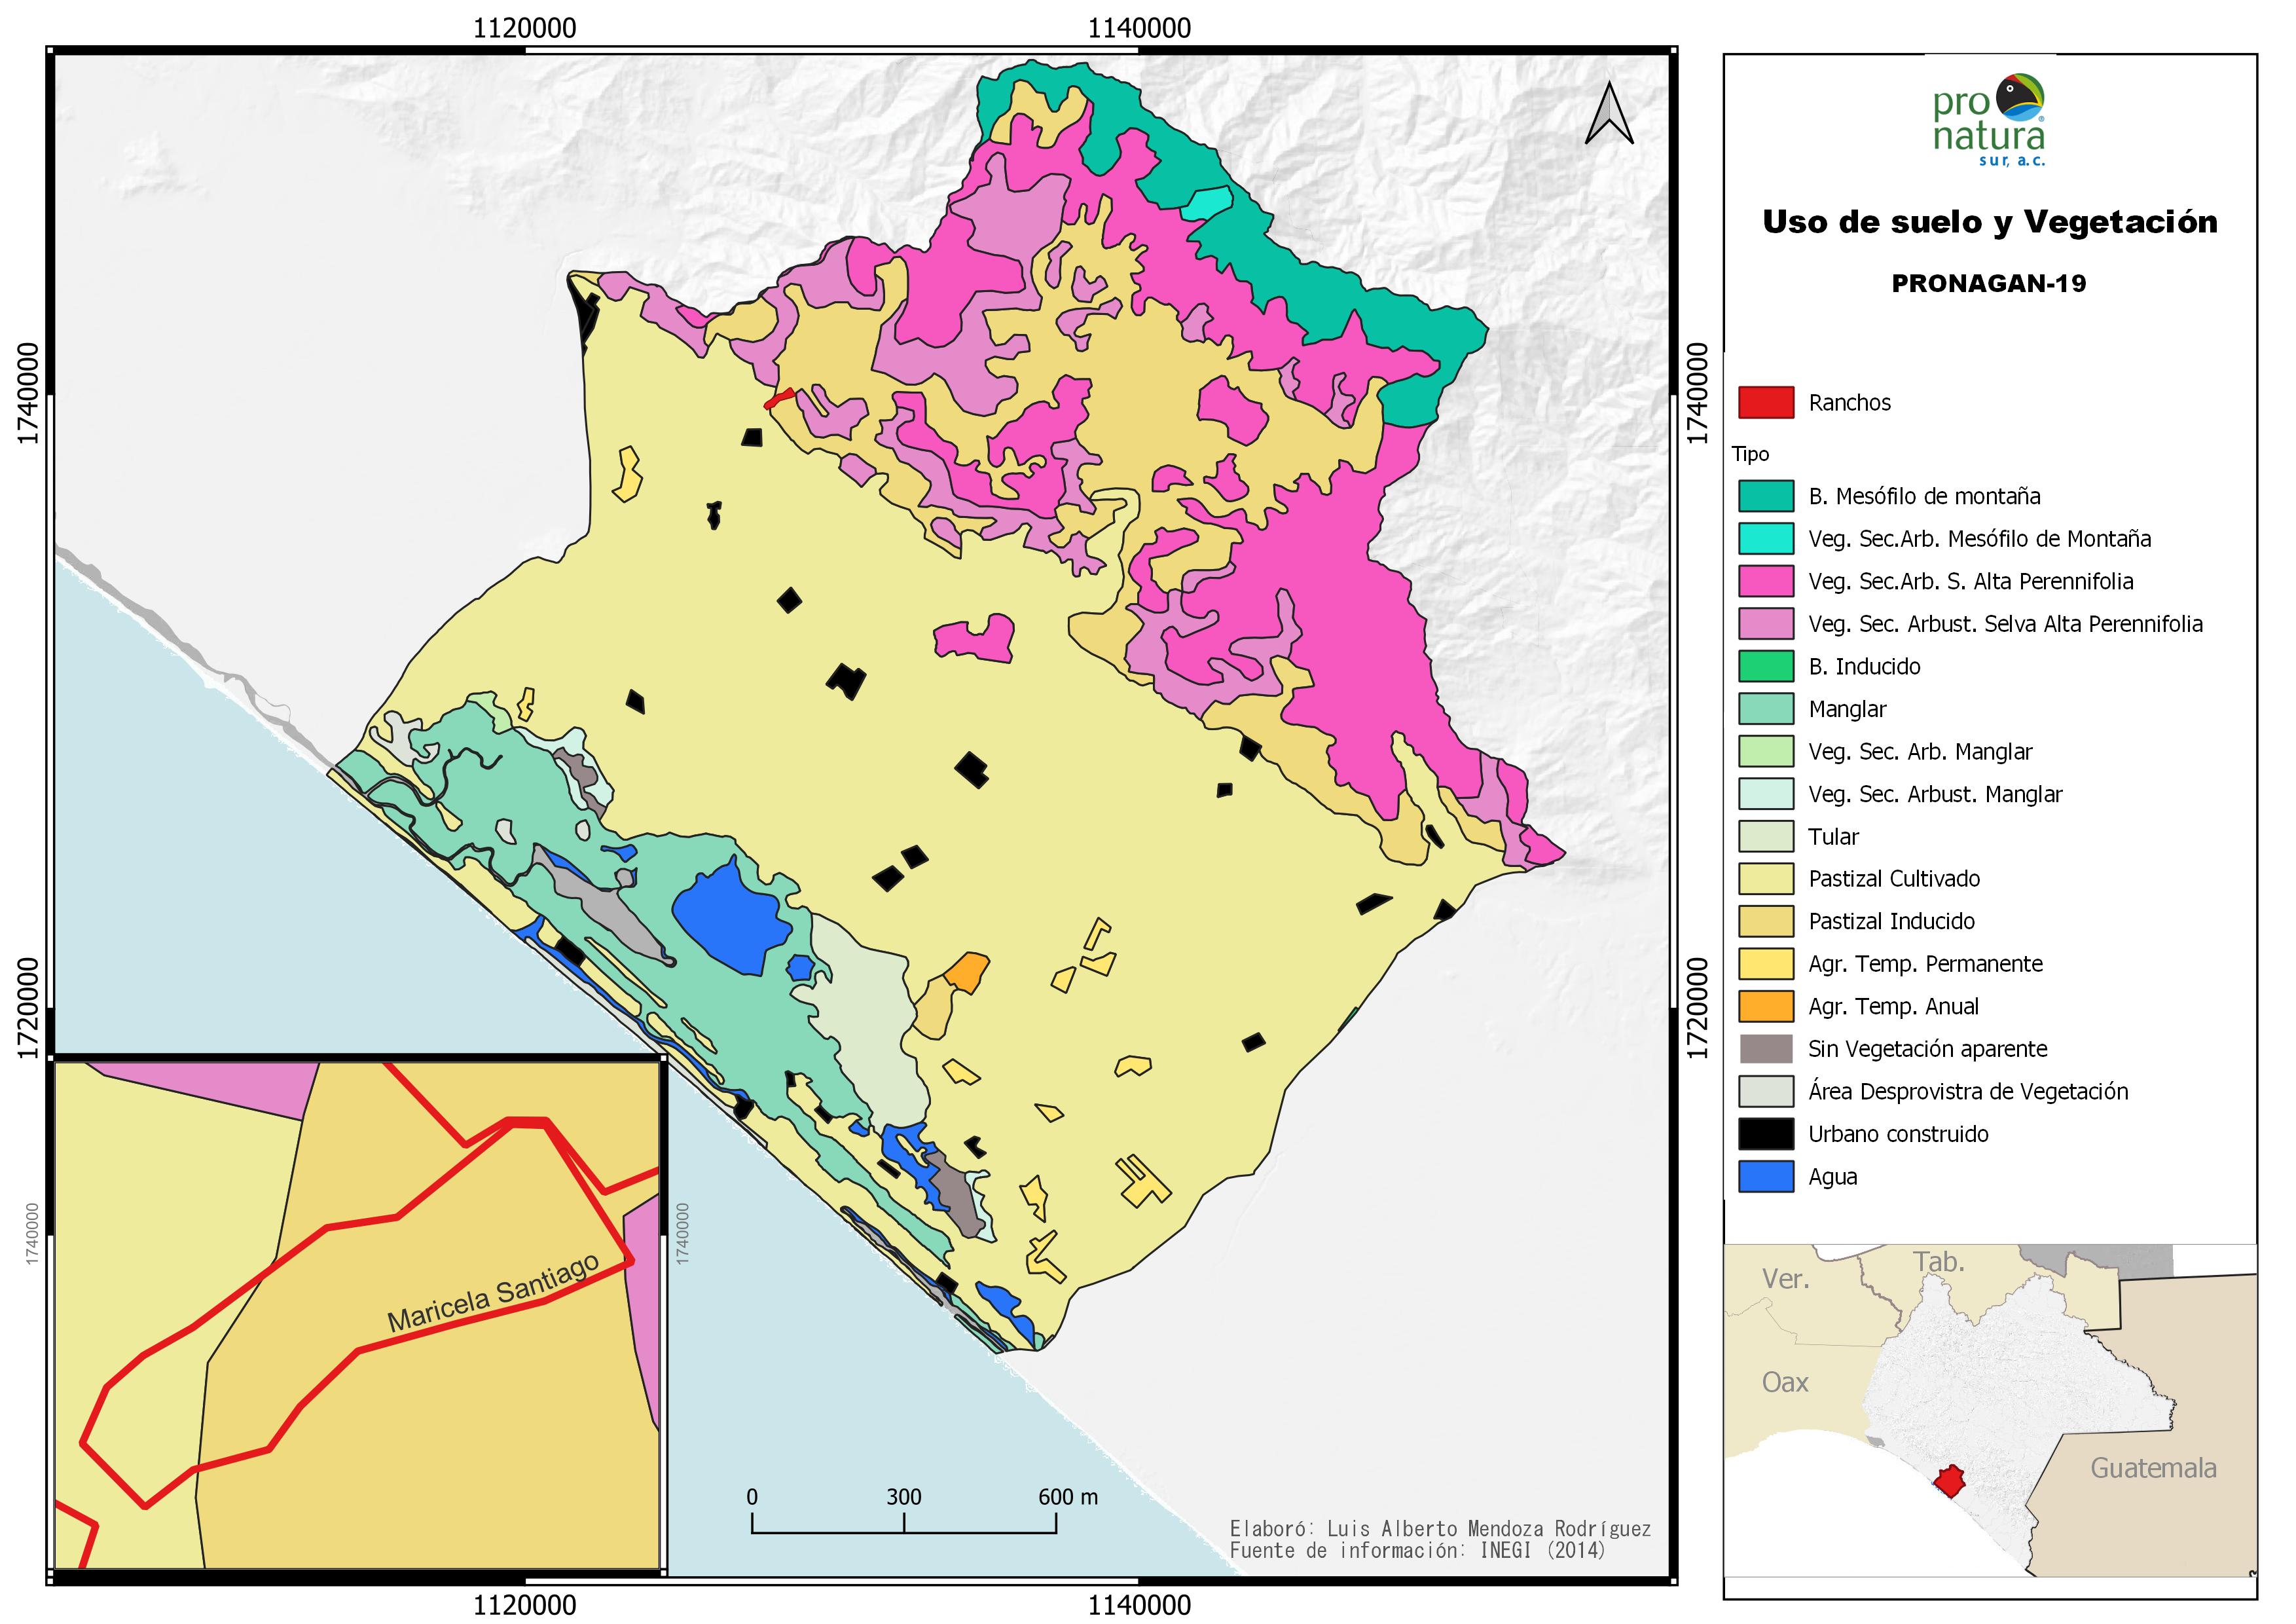 1120000
1140000
1740000
1740000
1720000
1720000
1740000
1740000
Maricela Santiago
0
300
600 m
Elaboró: Luis Alberto Mendoza Rodríguez
Fuente de información: INEGI (2014)
1120000
1140000
pro
natura
sur, a.c.
Uso de suelo y Vegetación
PRONAGAN-19
Ranchos
Tipo
B. Mesófilo de montaña
Veg. Sec.Arb. Mesófilo de Montaña
Veg. Sec.Arb. S. Alta Perennifolia
Veg. Sec. Arbust. Selva Alta Perennifolia
B. Inducido
Manglar
Veg. Sec. Arb. Manglar
Veg. Sec. Arbust. Manglar
Tular
Pastizal Cultivado
Pastizal Inducido
Agr. Temp. Permanente
Agr. Temp. Anual
Sin Vegetación aparente
Área Desprovistra de Vegetación
Urbano construido
Agua
Ver.
Tab.
Oax
Guatemala